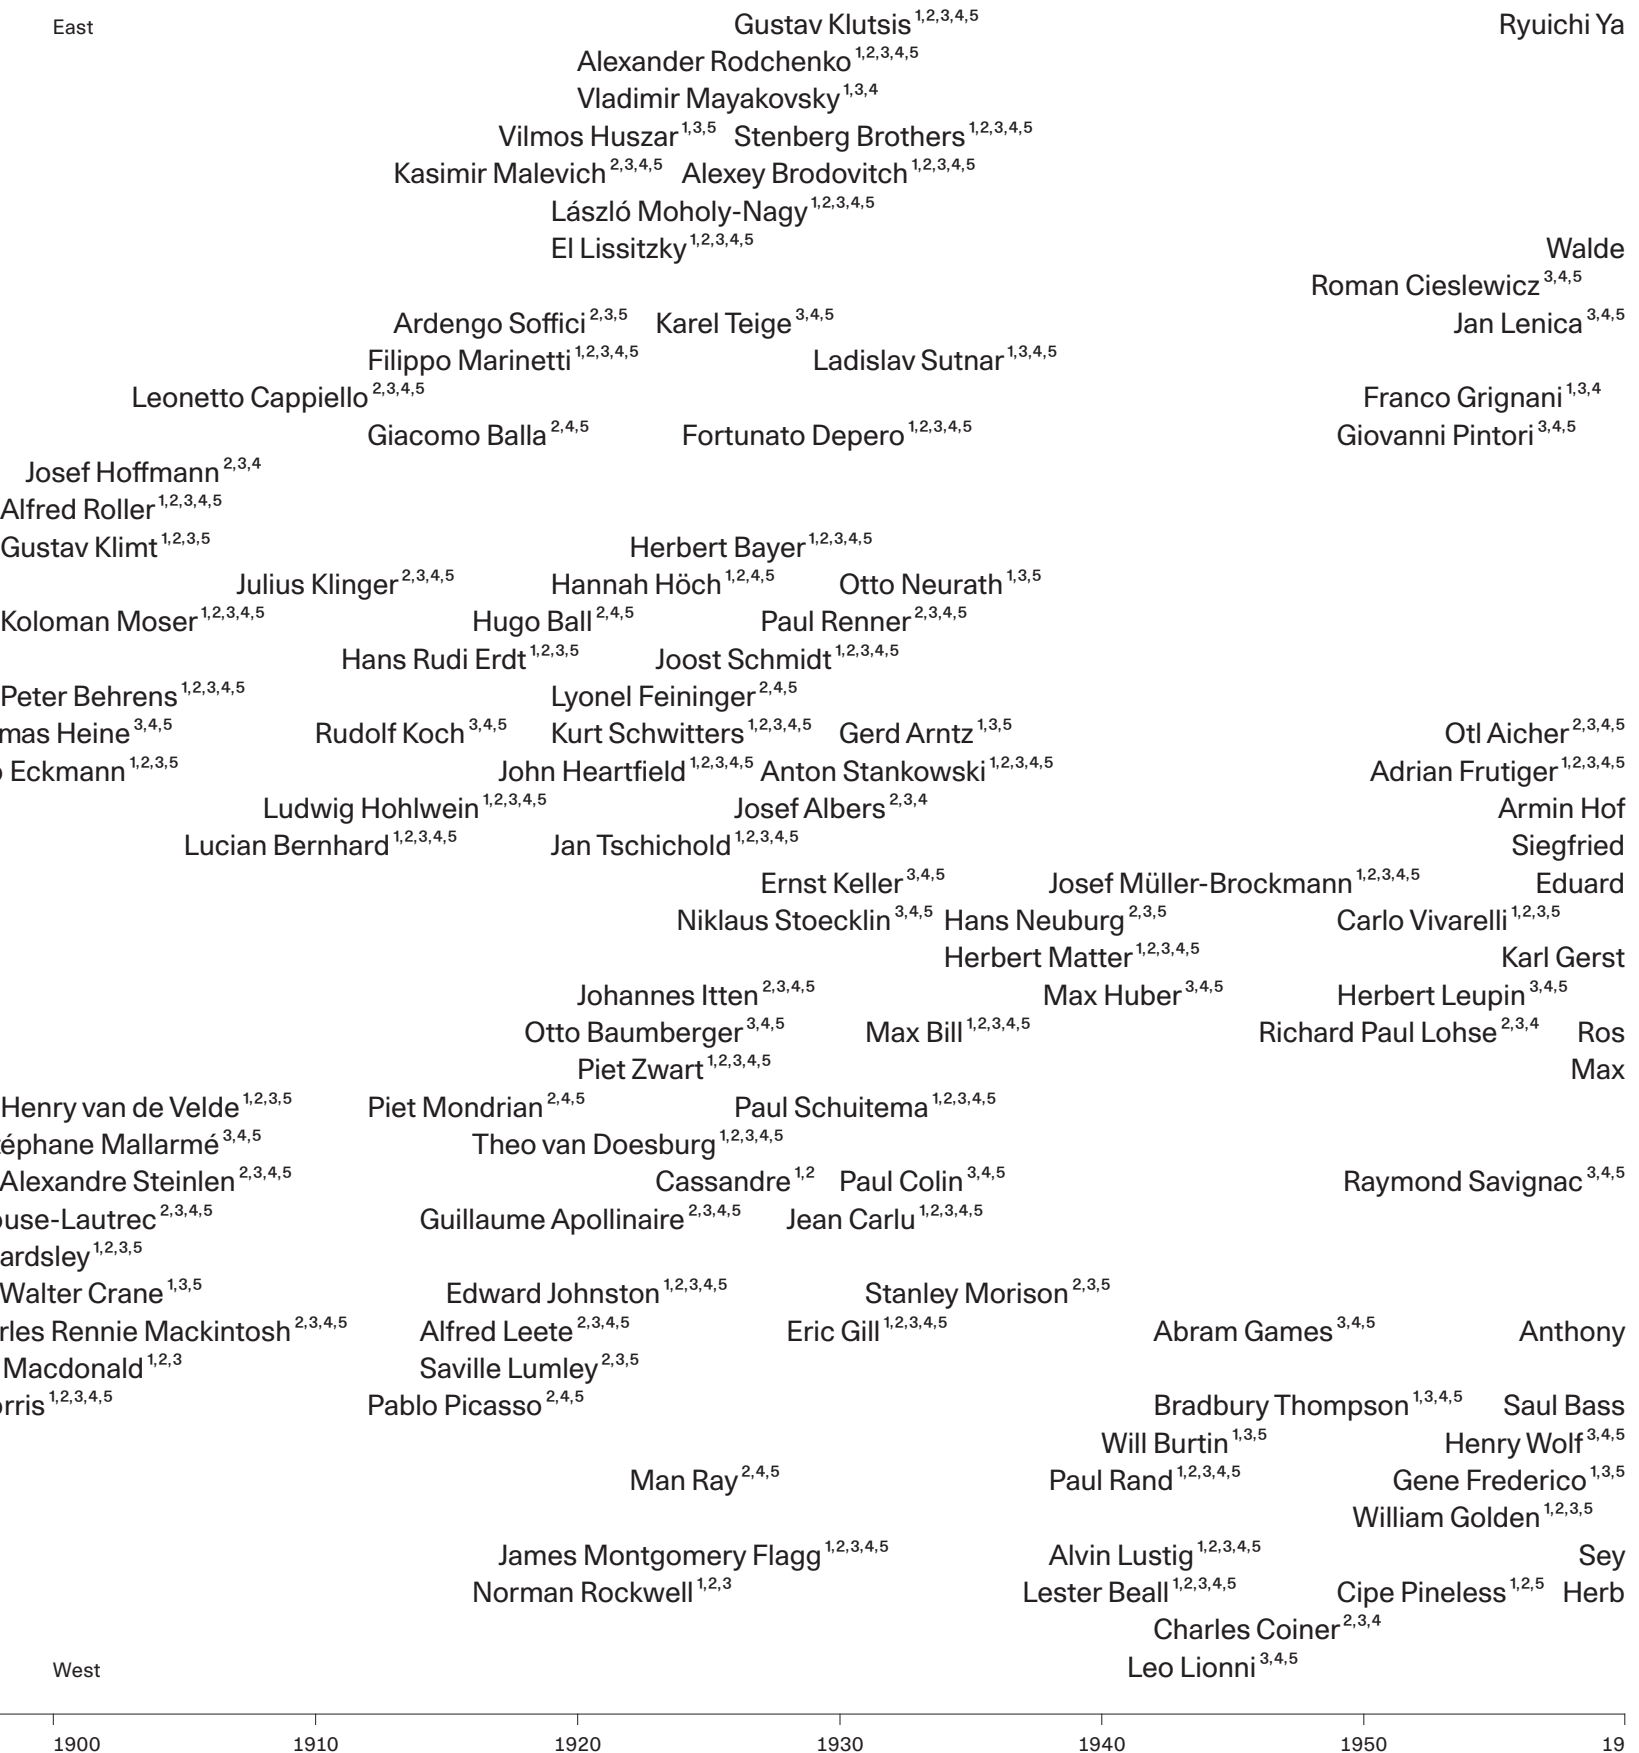 East Gustav Klutsis 1,2,3,4,5 Ryuichi Ya
Alexander Rodchenko 1,2,3,4,5
Vladimir Mayakovsky 1,3,4
Vilmos Huszar 1,3,5 Stenberg Brothers 1,2,3,4,5
Kasimir Malevich 2,3,4,5 Alexey Brodovitch 1,2,3,4,5
László Moholy-Nagy 1,2,3,4,5
El Lissitzky 1,2,3,4,5 Walde
Roman Cieslewicz 3,4,5
Ardengo Soffici 2,3,5 Karel Teige 3,4,5 Jan Lenica 3,4,5
Filippo Marinetti 1,2,3,4,5 Ladislav Sutnar 1,3,4,5
Leonetto Cappiello 2,3,4,5 Franco Grignani 1,3,4
Giacomo Balla 2,4,5 Fortunato Depero 1,2,3,4,5 Giovanni Pintori 3,4,5
Josef Hoffmann 2,3,4
Alfred Roller 1,2,3,4,5
Gustav Klimt 1,2,3,5 Herbert Bayer 1,2,3,4,5
Julius Klinger 2,3,4,5 Hannah Höch 1,2,4,5 Otto Neurath 1,3,5
Koloman Moser 1,2,3,4,5 Hugo Ball 2,4,5 Paul Renner 2,3,4,5
Hans Rudi Erdt 1,2,3,5 Joost Schmidt 1,2,3,4,5
Peter Behrens 1,2,3,4,5 Lyonel Feininger 2,4,5
mas Heine 3,4,5 Rudolf Koch 3,4,5 Kurt Schwitters 1,2,3,4,5 Gerd Arntz 1,3,5 Otl Aicher 2,3,4,5
Eckmann 1,2,3,5 John Heartfield 1,2,3,4,5 Anton Stankowski 1,2,3,4,5 Adrian Frutiger 1,2,3,4,5
Ludwig Hohlwein 1,2,3,4,5 Josef Albers 2,3,4 Armin Hof
Lucian Bernhard 1,2,3,4,5 Jan Tschichold 1,2,3,4,5 Siegfried
Ernst Keller 3,4,5 Josef Müller-Brockmann 1,2,3,4,5 Eduard
Niklaus Stoecklin 3,4,5 Hans Neuburg 2,3,5 Carlo Vivarelli 1,2,3,5
Herbert Matter 1,2,3,4,5 Karl Gerst
Johannes Itten 2,3,4,5 Max Huber 3,4,5 Herbert Leupin 3,4,5
Otto Baumberger 3,4,5 Max Bill 1,2,3,4,5 Richard Paul Lohse 2,3,4 Ros
Piet Zwart 1,2,3,4,5 Max
Henry van de Velde 1,2,3,5 Piet Mondrian 2,4,5 Paul Schuitema 1,2,3,4,5
téphane Mallarmé 3,4,5 Theo van Doesburg 1,2,3,4,5
Alexandre Steinlen 2,3,4,5 Cassandre 1,2 Paul Colin 3,4,5 Raymond Savignac 3,4,5
ouse-Lautrec 2,3,4,5 Guillaume Apollinaire 2,3,4,5 Jean Carlu 1,2,3,4,5
ardsley 1,2,3,5
Walter Crane 1,3,5 Edward Johnston 1,2,3,4,5 Stanley Morison 2,3,5
rles Rennie Mackintosh 2,3,4,5 Alfred Leete 2,3,4,5 Eric Gill 1,2,3,4,5 Abram Games 3,4,5 Anthony
Macdonald 1,2,3 Saville Lumley 2,3,5
orris 1,2,3,4,5 Pablo Picasso 2,4,5 Bradbury Thompson 1,3,4,5 Saul Bass
Will Burtin 1,3,5 Henry Wolf 3,4,5
Man Ray 2,4,5 Paul Rand 1,2,3,4,5 Gene Frederico 1,3,5
William Golden 1,2,3,5
James Montgomery Flagg 1,2,3,4,5 Alvin Lustig 1,2,3,4,5 Sey
Norman Rockwell 1,2,3 Lester Beall 1,2,3,4,5 Cipe Pineless 1,2,5 Herb
Charles Coiner 2,3,4
West Leo Lionni 3,4,5
1900 1910 1920 1930 1940 1950 19